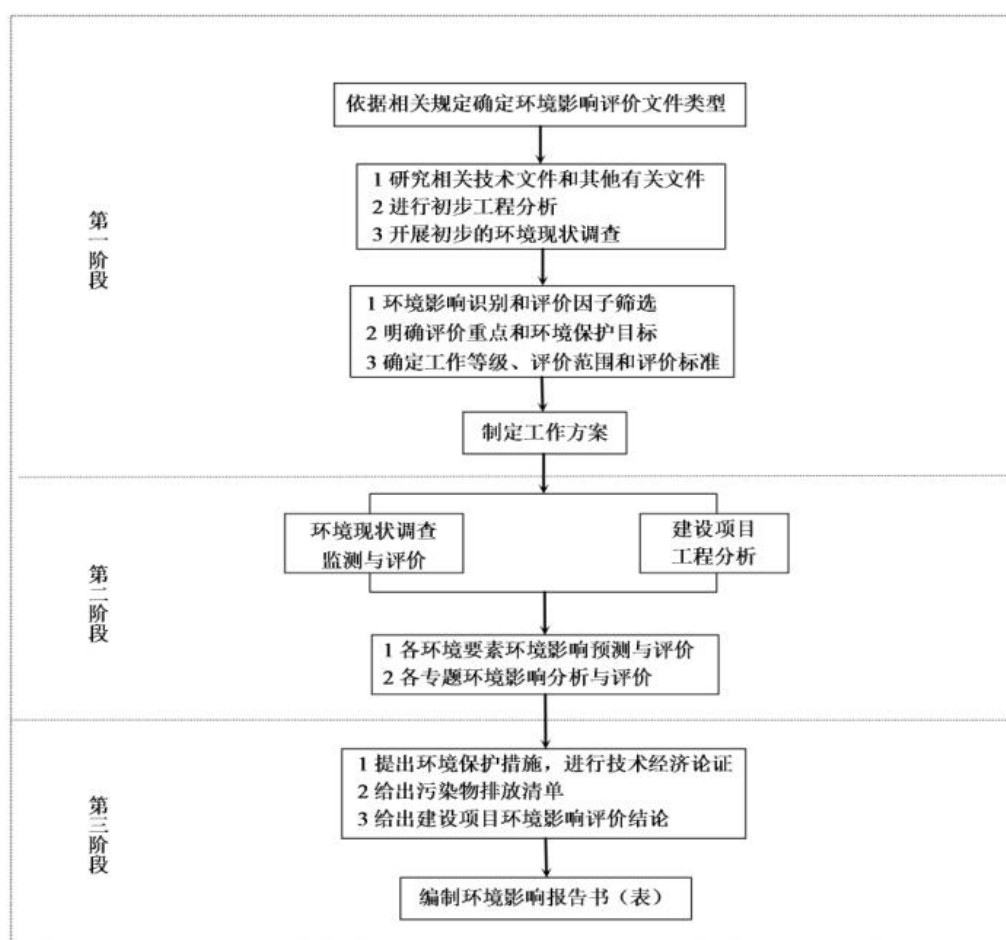 依据相关规定确定环境影响评价文件类型
1 研究相关技术文件和其他有关文件
2 进行初步工程分析
3 开展初步的环境现状调查
第一阶段
1 环境影响识别和评价因子筛选
2 明确评价重点和环境保护目标
3 确定工作等级、评价范围和评价标准
制定工作方案
环境现状调查
监测与评价
建设项目
工程分析
第二阶段
1 各环境要素环境影响预测与评价
2 各专题环境影响分析与评价
1 提出环境保护措施，进行技术经济论证
2 给出污染物排放清单
3 给出建设项目环境影响评价结论
第三阶段
编制环境影响报告书（表）